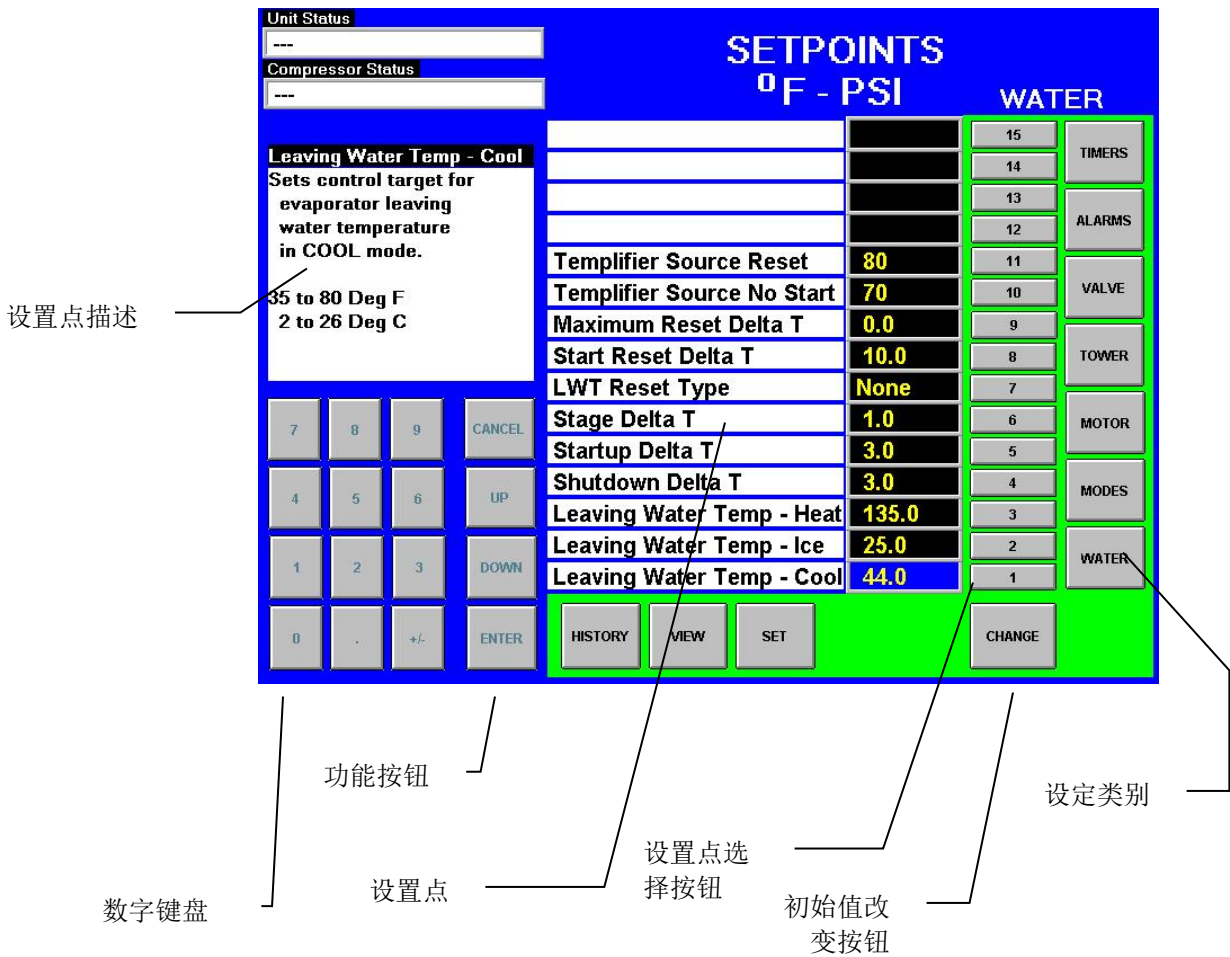 Unit Status
---
Compressor Status
---
SETPOINTS
⁰F - PSI
WATER
Leaving Water Temp - Cool
Sets control target for
evaporator leaving
water temperature
in COOL mode.
35 to 80 Deg F
2 to 26 Deg C
15
14
13
12
Templifier Source Reset 80 11
Templifier Source No Start 70 10
Maximum Reset Delta T 0.0 9
Start Reset Delta T 10.0 8
LWT Reset Type None 7
Stage Delta T 1.0 6
Startup Delta T 3.0 5
Shutdown Delta T 3.0 4
Leaving Water Temp - Heat 135.0 3
Leaving Water Temp - Ice 25.0 2
Leaving Water Temp - Cool 44.0 1
TIMERS
ALARMS
VALVE
TOWER
MOTOR
MODES
WATER
7 8 9 CANCEL
4 5 6 UP
1 2 3 DOWN
0 . +/- ENTER
HISTORY VIEW SET CHANGE
设置点描述
功能按钮
设定类别
数字键盘
设置点
设置点选
择按钮
初始值改
变按钮